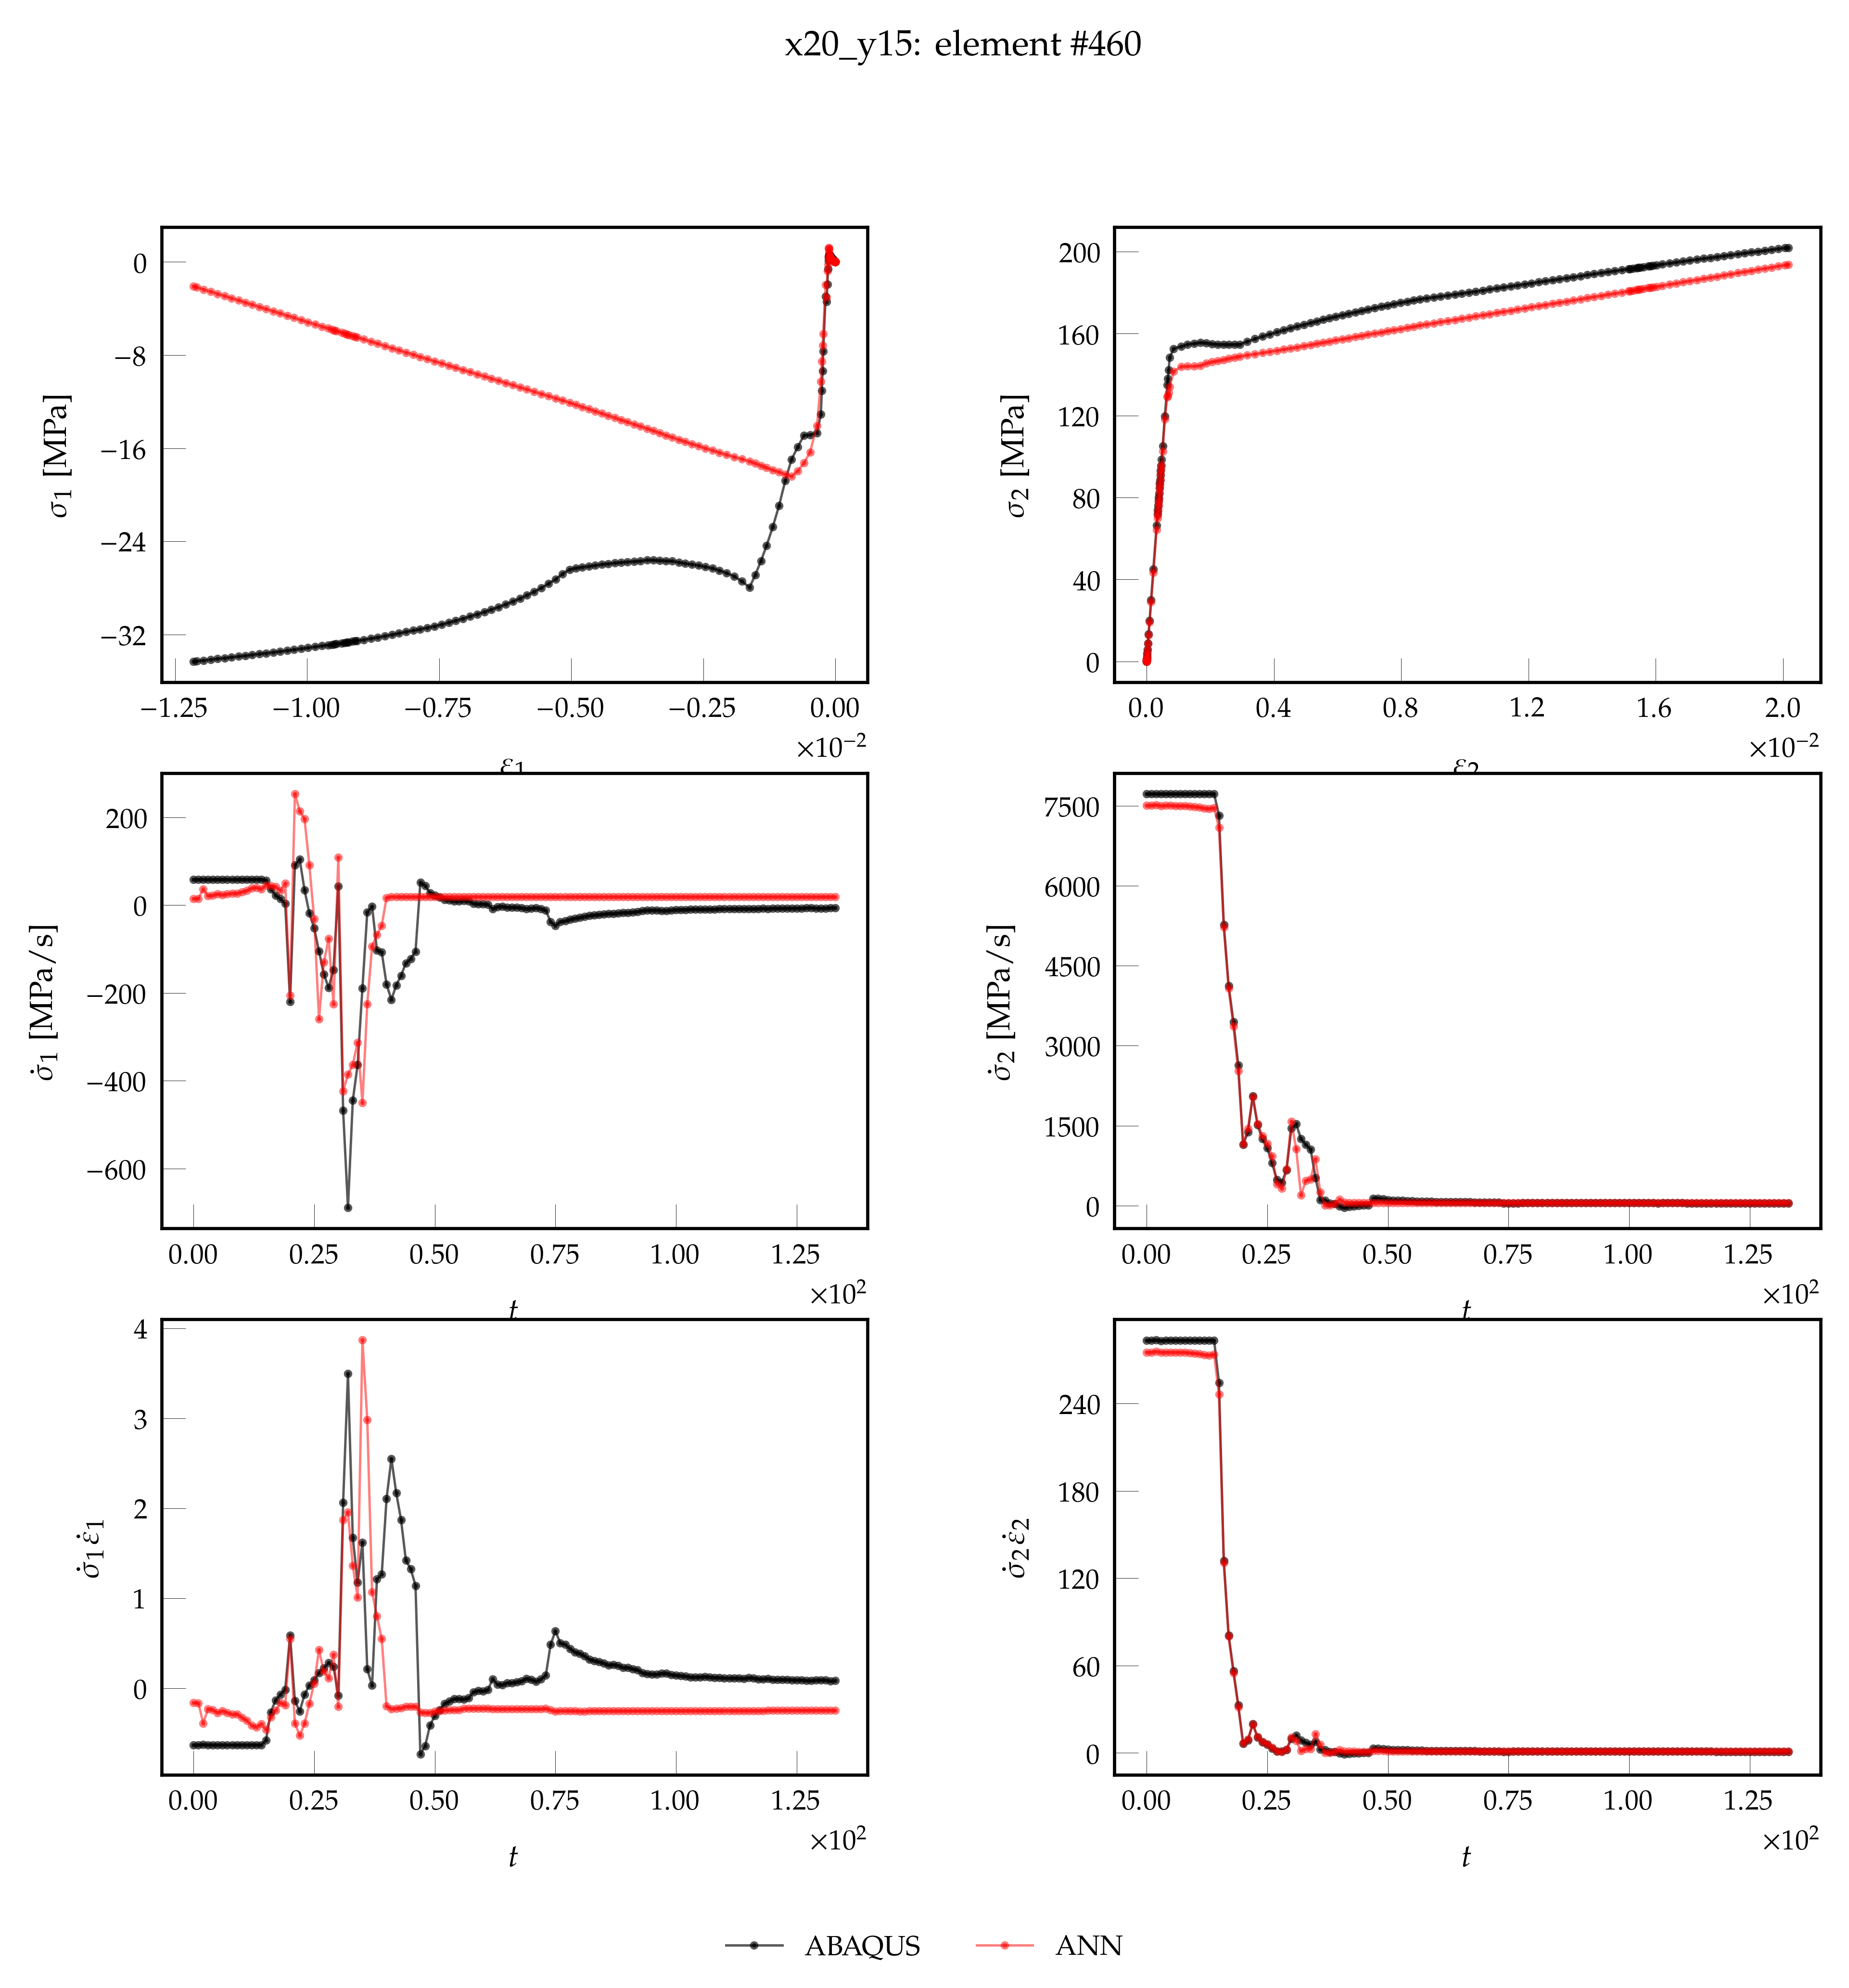 x20_y15: element #460
σ1 [MPa]
0
−8
−16
−24
−32
−1.25 −1.00 −0.75 −0.50 −0.25 0.00
×10−2
ε1
σ2 [MPa]
200
160
120
80
40
0
0.0 0.4 0.8 1.2 1.6 2.0
×10−2
ε2
σ̇1 [MPa/s]
200
0
−200
−400
−600
0.00 0.25 0.50 0.75 1.00 1.25
×10²
t
σ̇2 [MPa/s]
7500
6000
4500
3000
1500
0
0.00 0.25 0.50 0.75 1.00 1.25
×10²
t
σ̇1ε̇1
4
3
2
1
0
0.00 0.25 0.50 0.75 1.00 1.25
×10²
t
σ̇2ε̇2
240
180
120
60
0
0.00 0.25 0.50 0.75 1.00 1.25
×10²
t
ABAQUS ANN